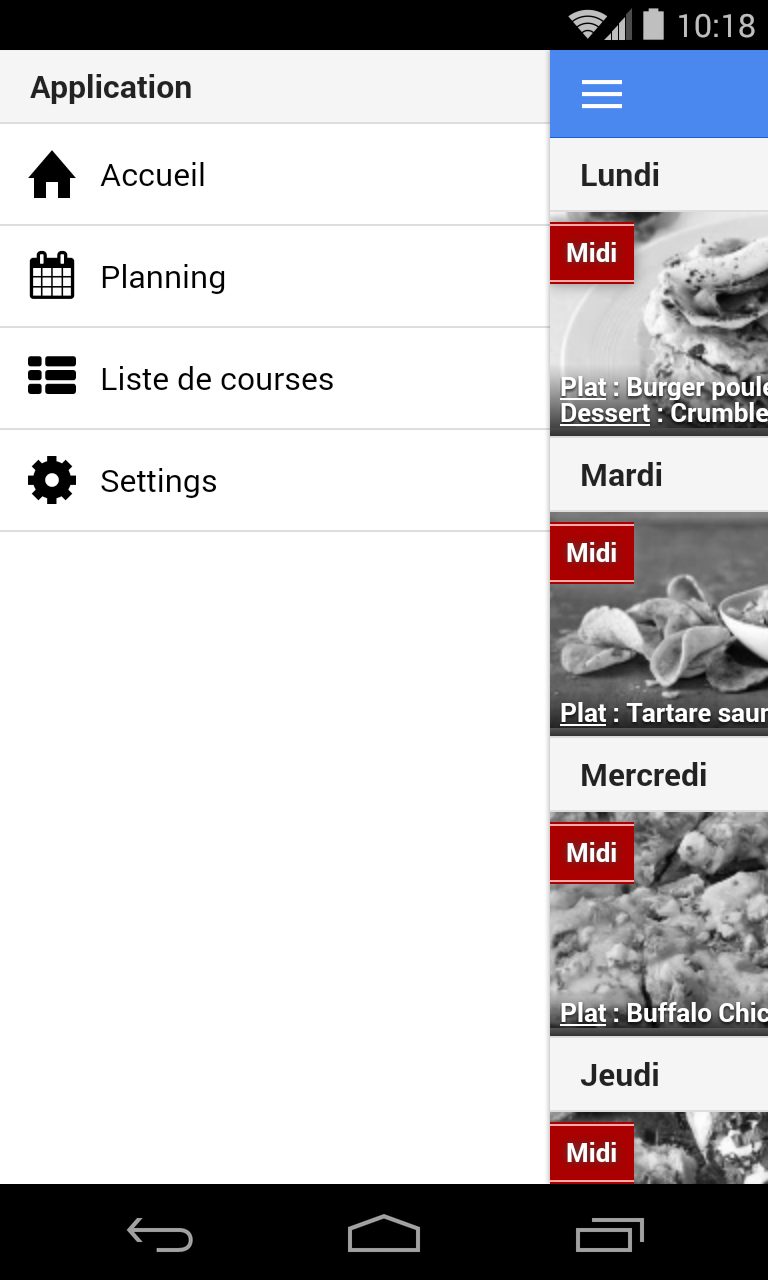 10:18
Application
Accueil
Planning
Liste de courses
Settings
Lundi
Midi
Plat : Burger poule
Dessert : Crumble
Mardi
Midi
Plat : Tartare saum
Mercredi
Midi
Plat : Buffalo Chic
Jeudi
Midi